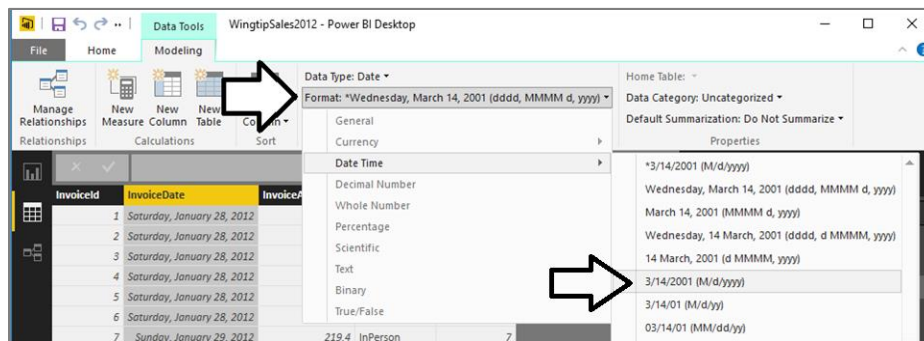 WingtipSales2012 - Power BI Desktop
Data Tools
File Home Modeling
Manage Relationships
New Measure
New Column
New Table
Relationships
Calculations
Sort
Data Type: Date
Format: *Wednesday, March 14, 2001 (dddd, MMMM d, yyyy)
Home Table:
Data Category: Uncategorized
Default Summarization: Do Not Summarize
Properties
General
Currency
Date Time
Decimal Number
Whole Number
Percentage
Scientific
Text
Binary
True/False
*3/14/2001 (M/d/yyyy)
Wednesday, March 14, 2001 (dddd, MMMM d, yyyy)
March 14, 2001 (MMMM d, yyyy)
Wednesday, 14 March, 2001 (dddd, d MMMM, yyyy)
14 March, 2001 (d MMMM, yyyy)
3/14/2001 (M/d/yyyy)
3/14/01 (M/d/yy)
03/14/01 (MM/dd/yy)
InvoiceId InvoiceDate
1 Saturday, January 28, 2012
2 Saturday, January 28, 2012
3 Saturday, January 28, 2012
4 Saturday, January 28, 2012
5 Saturday, January 28, 2012
6 Saturday, January 28, 2012
7 Sunday, January 29, 2012 219.4 InPerson 7